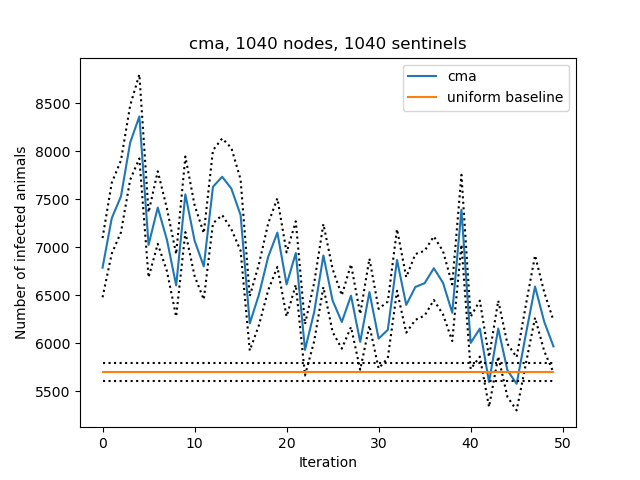 cma, 1040 nodes, 1040 sentinels
cma
uniform baseline
Number of infected animals
8500
8000
7500
7000
6500
6000
5500
0 10 20 30 40 50
Iteration